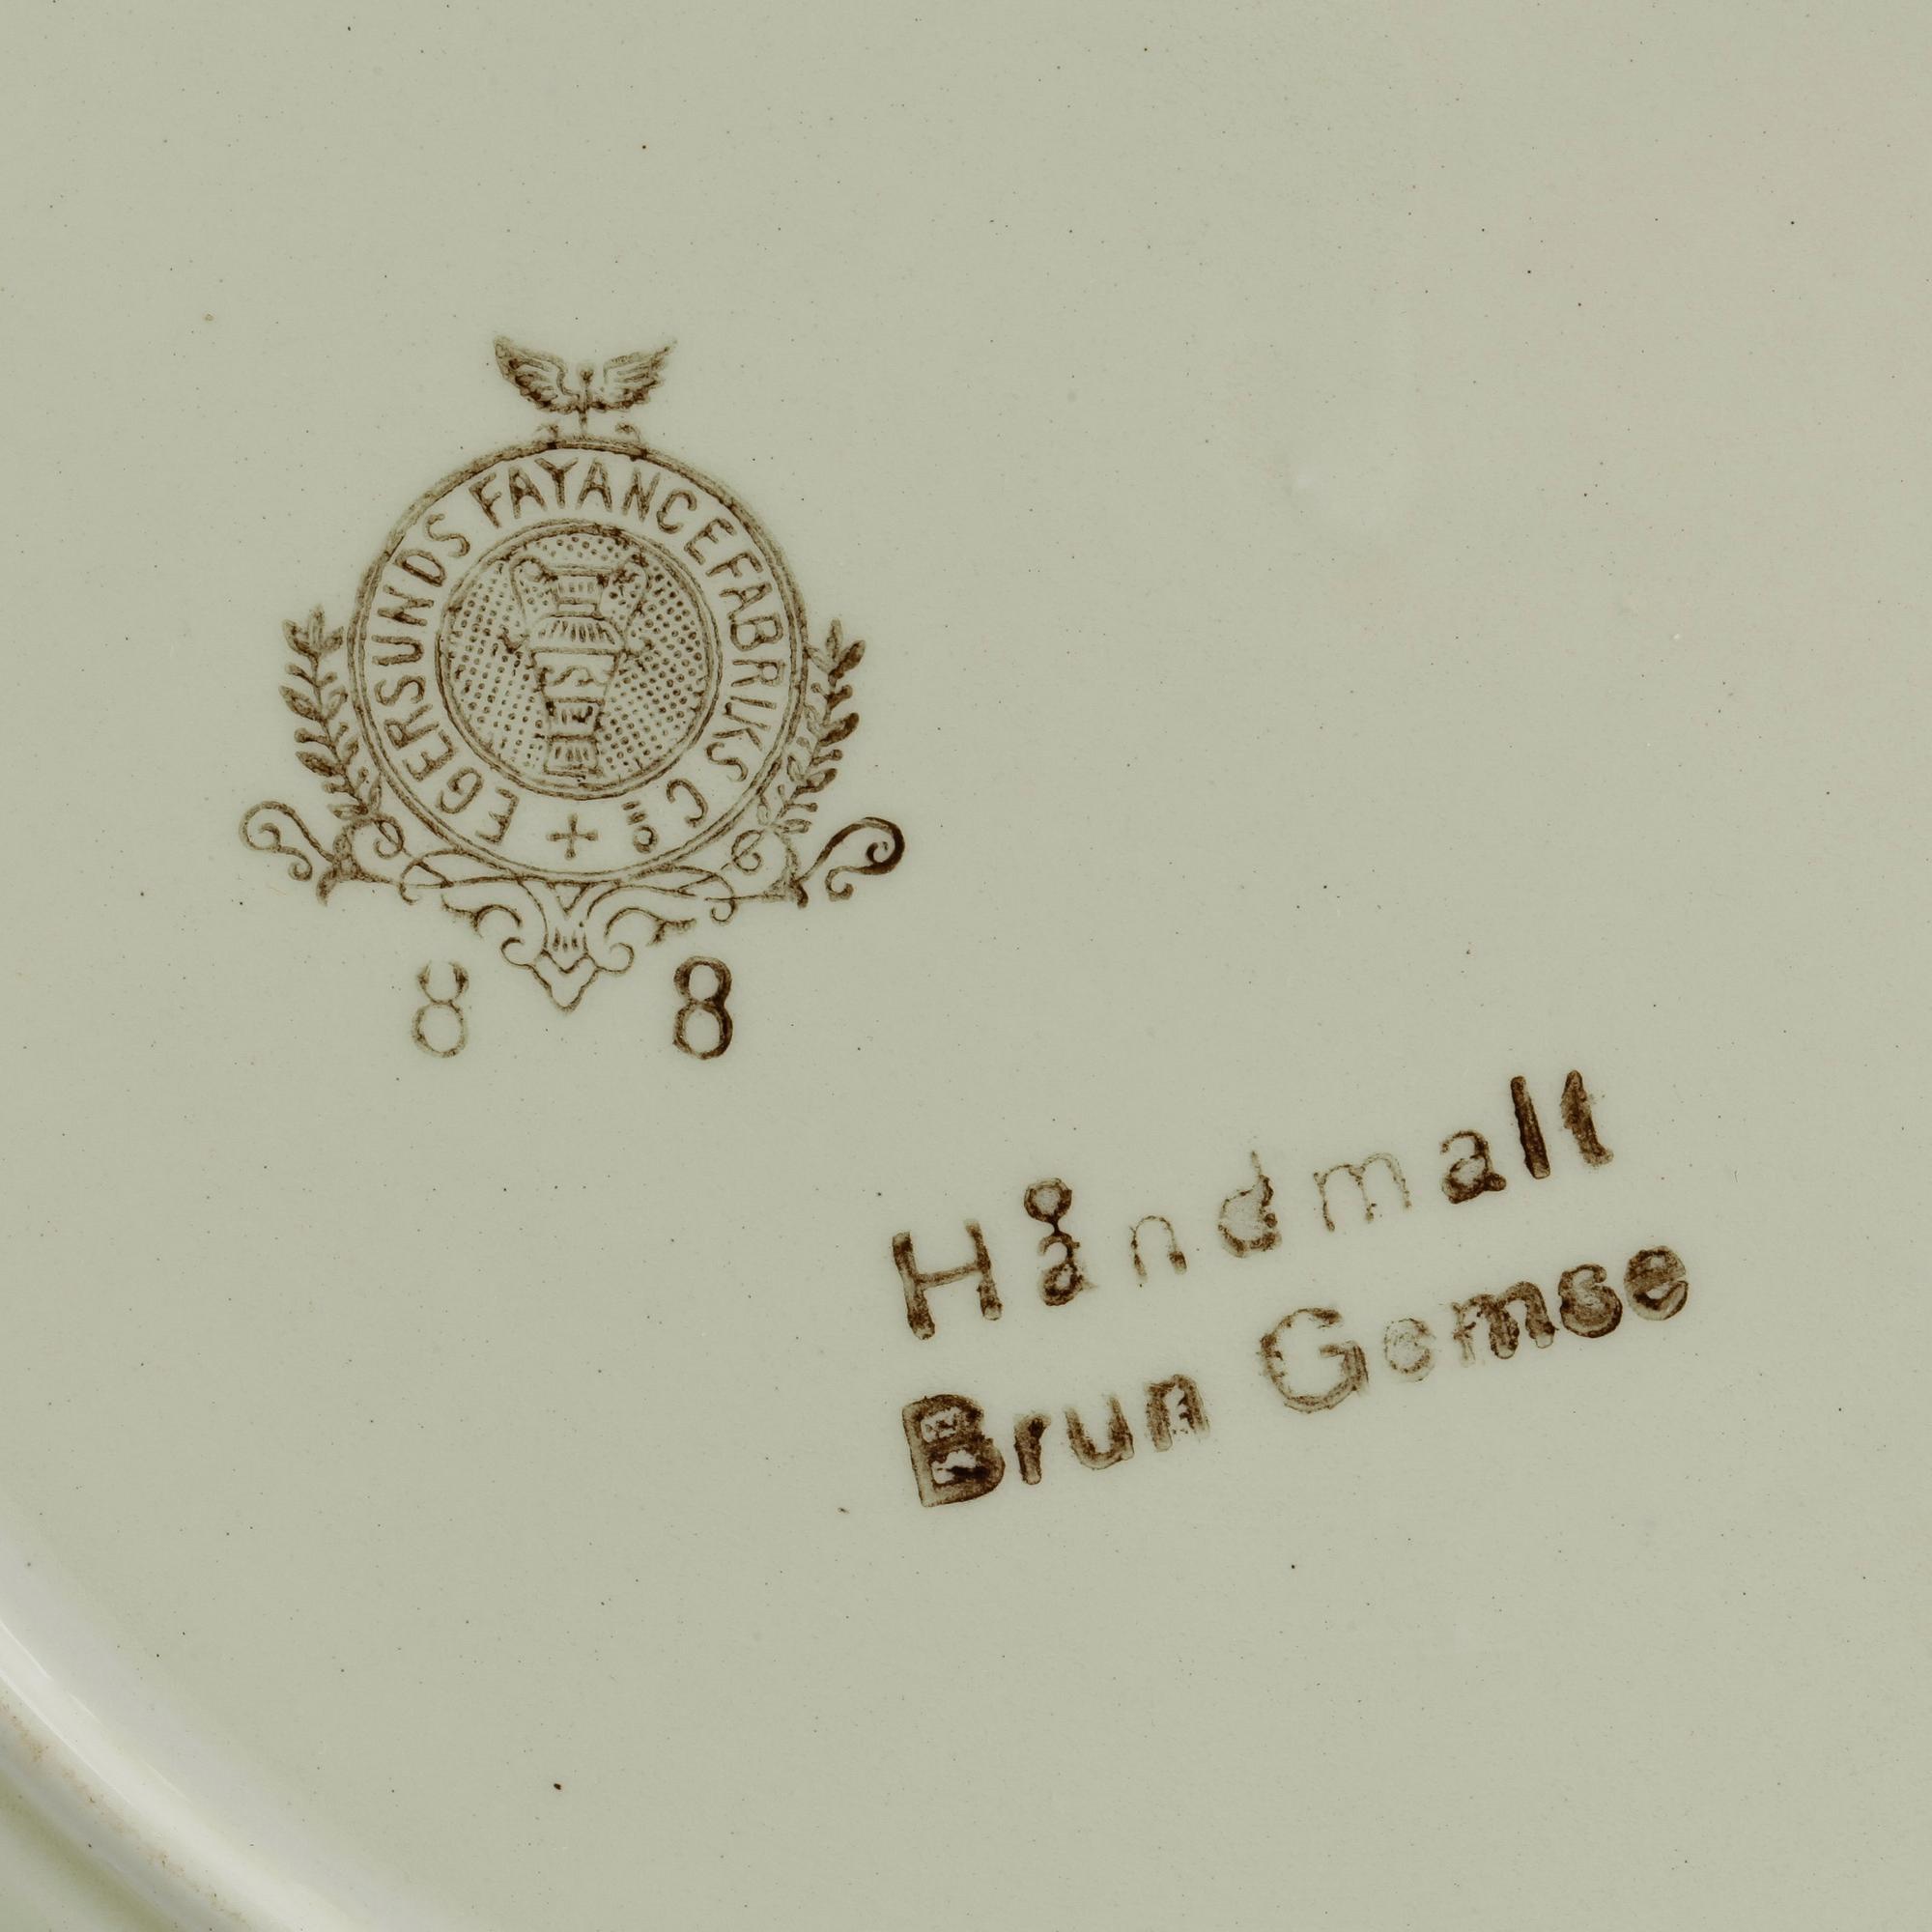 EGERSUNDS FAYANCEFABRIKS Co
8 8
Håndmalt
Brun Gemse